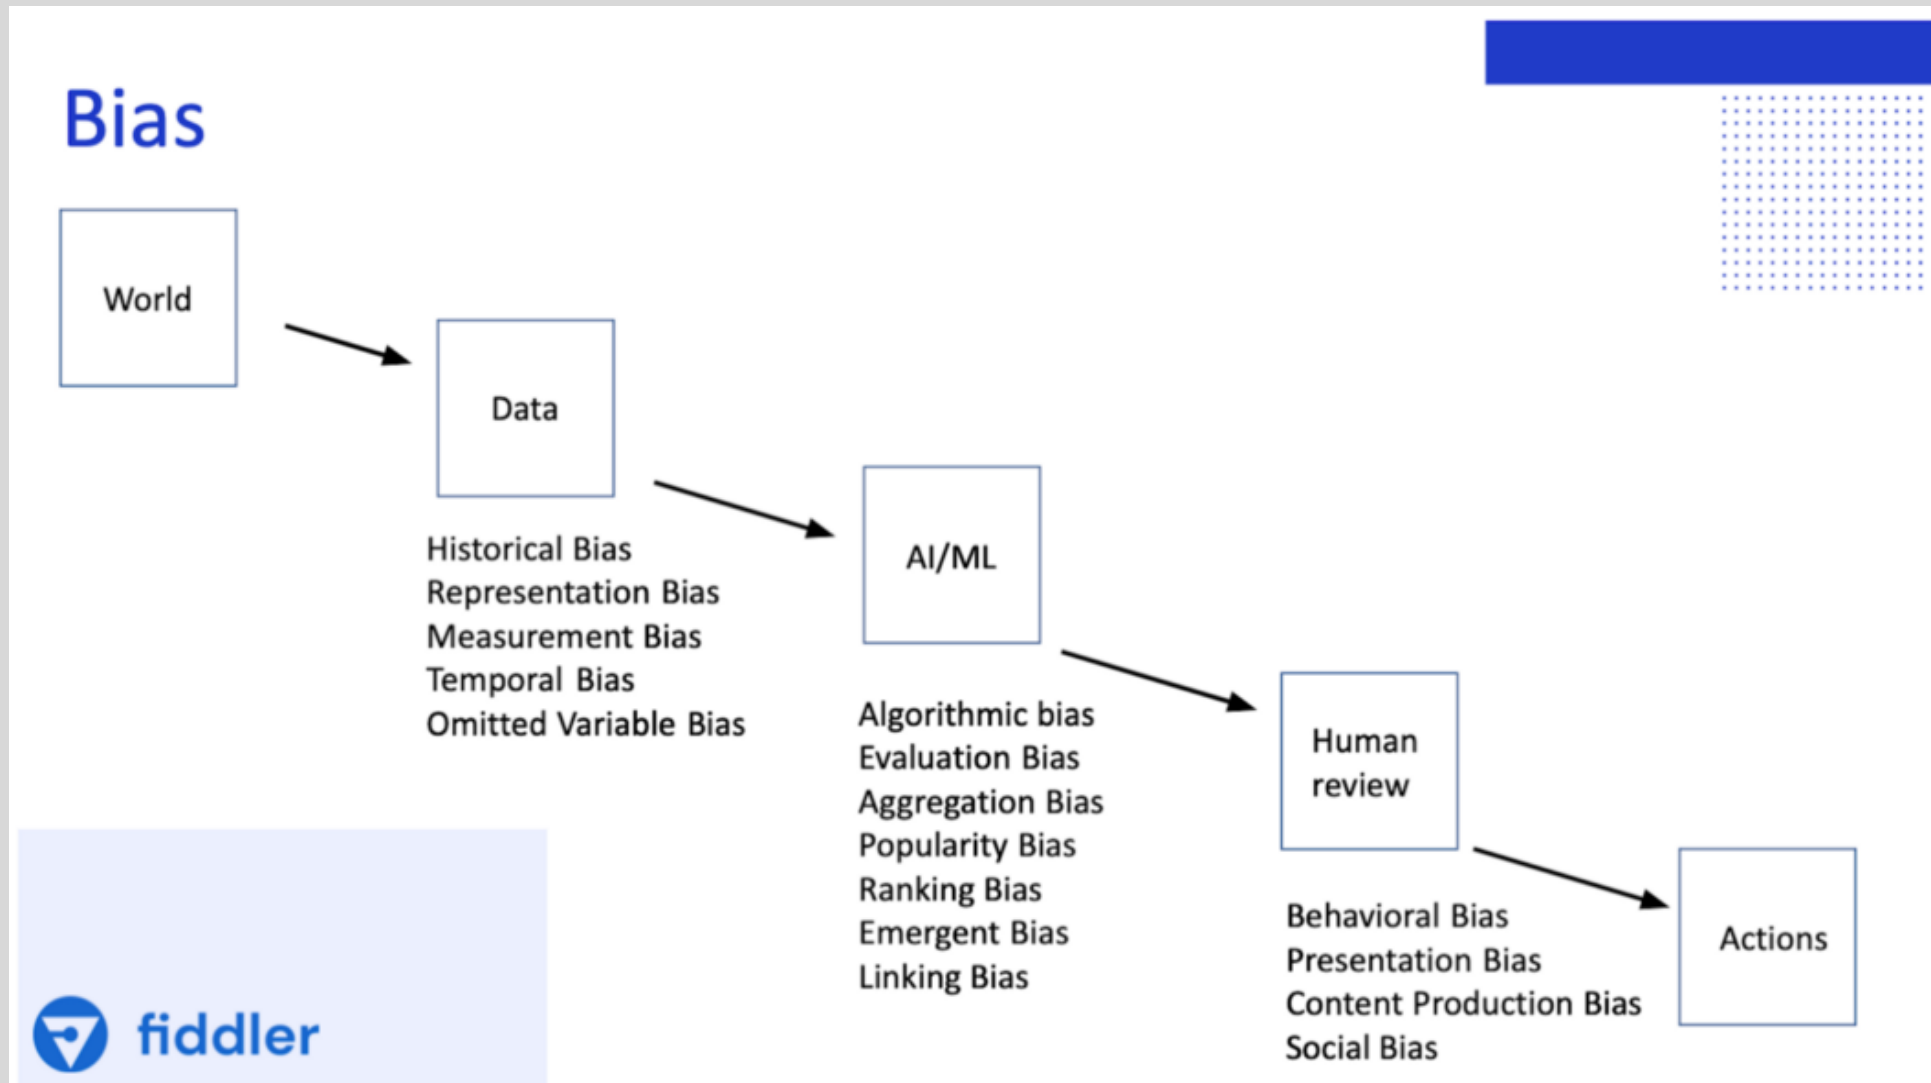 Bias
World
Data
Historical Bias
Representation Bias
Measurement Bias
Temporal Bias
Omitted Variable Bias
AI/ML
Algorithmic bias
Evaluation Bias
Aggregation Bias
Popularity Bias
Ranking Bias
Emergent Bias
Linking Bias
Human
review
Behavioral Bias
Presentation Bias
Content Production Bias
Social Bias
Actions
fiddler